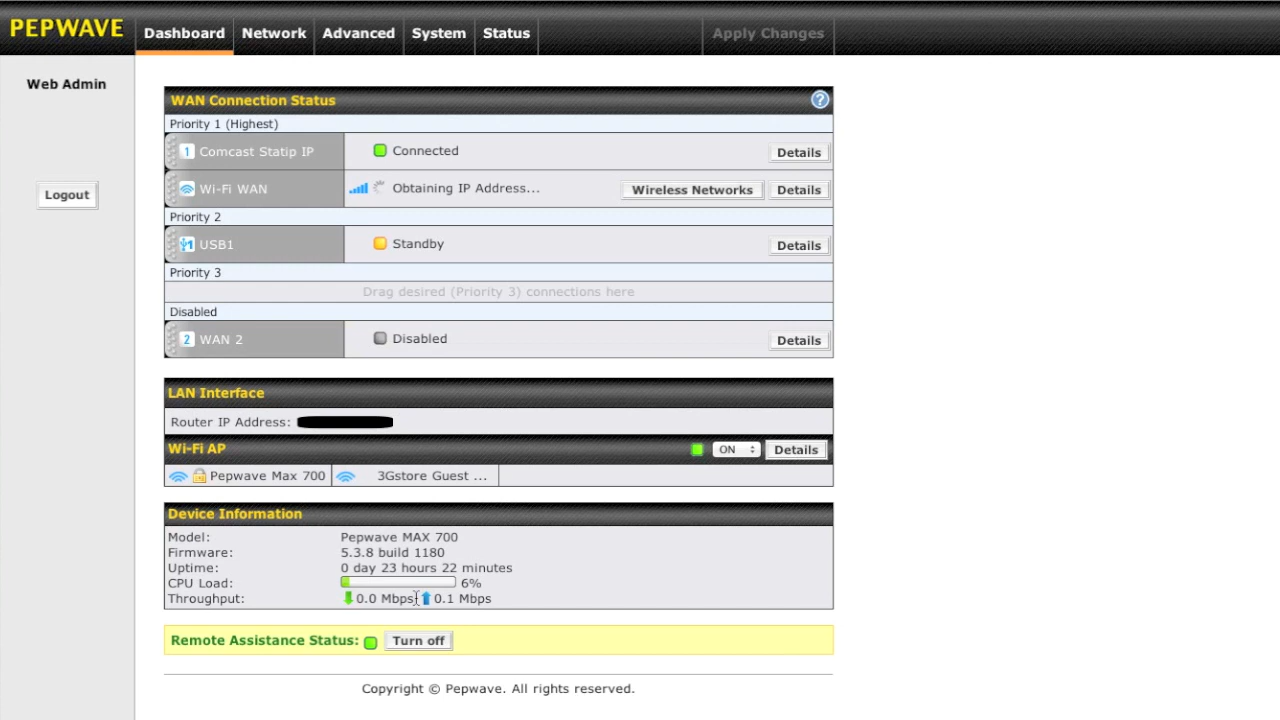 PEPWAVE Dashboard Network Advanced System Status Apply Changes
Web Admin
Logout
WAN Connection Status ?
Priority 1 (Highest)
1 Comcast Statip IP Connected Details
Wi-Fi WAN Obtaining IP Address... Wireless Networks Details
Priority 2
1 USB1 Standby Details
Priority 3
Drag desired (Priority 3) connections here
Disabled
2 WAN 2 Disabled Details
LAN Interface
Router IP Address:
Wi-Fi AP ON Details
Pepwave Max 700 3Gstore Guest ...
Device Information
Model: Pepwave MAX 700
Firmware: 5.3.8 build 1180
Uptime: 0 day 23 hours 22 minutes
CPU Load: 6%
Throughput: 0.0 Mbps 0.1 Mbps
Remote Assistance Status: Turn off
Copyright © Pepwave. All rights reserved.